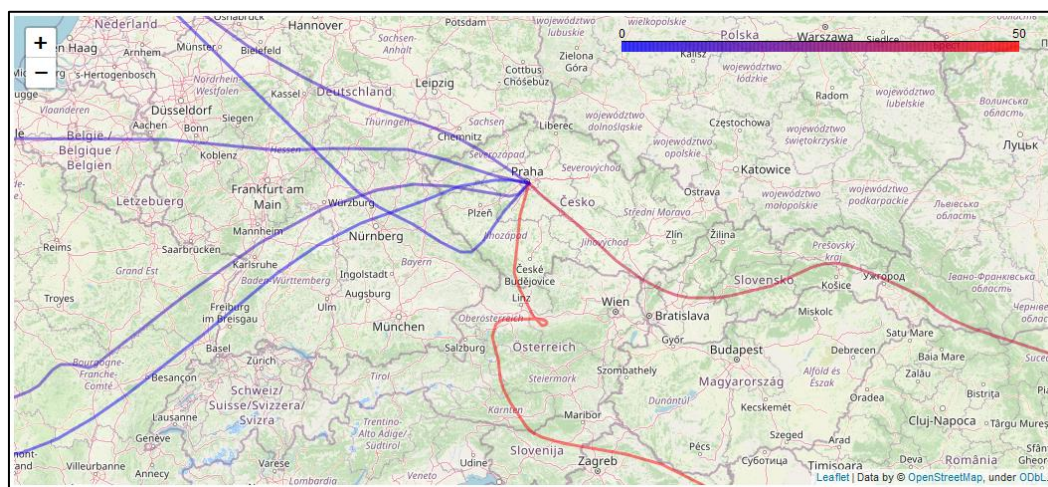 Nederland
Osnabrück
Hannover
Potsdam
województwo
lubuskie
województwo
wielkopolskie
0
Polska
Warszawa
Siedlce
50
+
−
Den Haag
Arnhem
Münster
Bielefeld
Sachsen-
Anhalt
Cottbus
Chóśebuz
Zielona
Góra
Kalisz
województwo
łódzkie
województwo
lubelskie
's-Hertogenbosch
Nordrhein-
Westfalen
Kassel
Deutschland
Leipzig
województwo
dolnośląskie
Radom
Волинська
область
Vlaanderen
Düsseldorf
Siegen
Thüringen
Sachsen
Częstochowa
województwo
świętokrzyskie
Луцьк
België /
Belgique /
Belgien
Aachen
Bonn
Hessen
Chemnitz
Liberec
województwo
opolskie
Koblenz
Severozápad
Praha
Severovýchod
Katowice
Frankfurt am
Main
Plzeň
Česko
Ostrava
województwo
małopolskie
województwo
podkarpackie
Львівська
область
Lëtzebuerg
Würzburg
Střední Morava
Mannheim
Nürnberg
Jihozápad
Jihovýchod
Zlín
Žilina
Prešovský
kraj
Reims
Saarbrücken
Grand Est
Karlsruhe
Baden-Württemberg
Bayern
České
Budějovice
Slovensko
Košice
Ужгород
Івано-Франківська
область
Troyes
Ingolstadt
Ulm
Augsburg
Linz
Wien
Bratislava
Miskolc
Freiburg
im Breisgau
München
Oberösterreich
Győr
Satu Mare
Basel
Salzburg
Österreich
Budapest
Debrecen
Baia Mare
Bourgogne-
Franche-
Comté
Besançon
Zürich
Tirol
Steiermark
Szombathely
Magyarország
Alföld és
Észak
Zalău
Bistrița
Schweiz/
Suisse/Svizzera/
Svizra
Lausanne
Kärnten
Maribor
Dunántúl
Kecskemét
Oradea
Cluj-Napoca
Târgu Mureș
Genève
Trentino-
Alto Adige/
Südtirol
Pécs
Szeged
Arad
Villeurbanne
Annecy
Varese
Udine
Slovenija
Zagreb
Суботица
Timișoara
România
Lombardia
Veneto
Leaflet | Data by © OpenStreetMap, under ODbL.